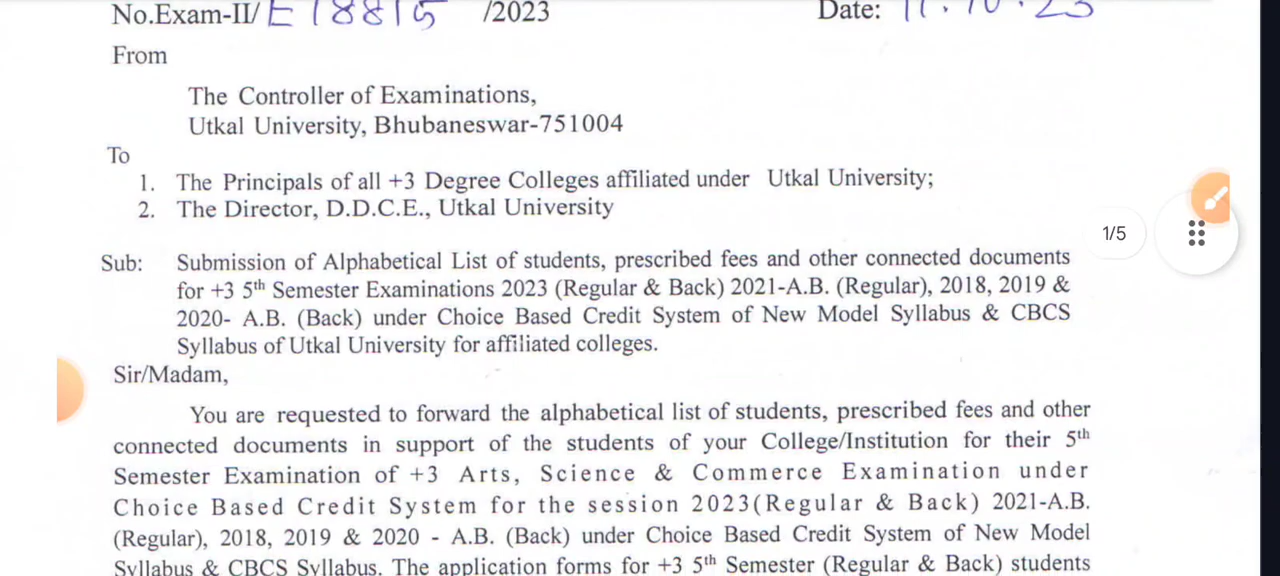 No.Exam-II/ E 18815 /2023 Date: 11.10.23
From
The Controller of Examinations,
Utkal University, Bhubaneswar-751004
To
1. The Principals of all +3 Degree Colleges affiliated under Utkal University;
2. The Director, D.D.C.E., Utkal University
1/5
Sub: Submission of Alphabetical List of students, prescribed fees and other connected documents
for +3 5th Semester Examinations 2023 (Regular & Back) 2021-A.B. (Regular), 2018, 2019 &
2020- A.B. (Back) under Choice Based Credit System of New Model Syllabus & CBCS
Syllabus of Utkal University for affiliated colleges.
Sir/Madam,
You are requested to forward the alphabetical list of students, prescribed fees and other
connected documents in support of the students of your College/Institution for their 5th
Semester Examination of +3 Arts, Science & Commerce Examination under
Choice Based Credit System for the session 2023(Regular & Back) 2021-A.B.
(Regular), 2018, 2019 & 2020 - A.B. (Back) under Choice Based Credit System of New Model
Syllabus & CBCS Syllabus. The application forms for +3 5th Semester (Regular & Back) students